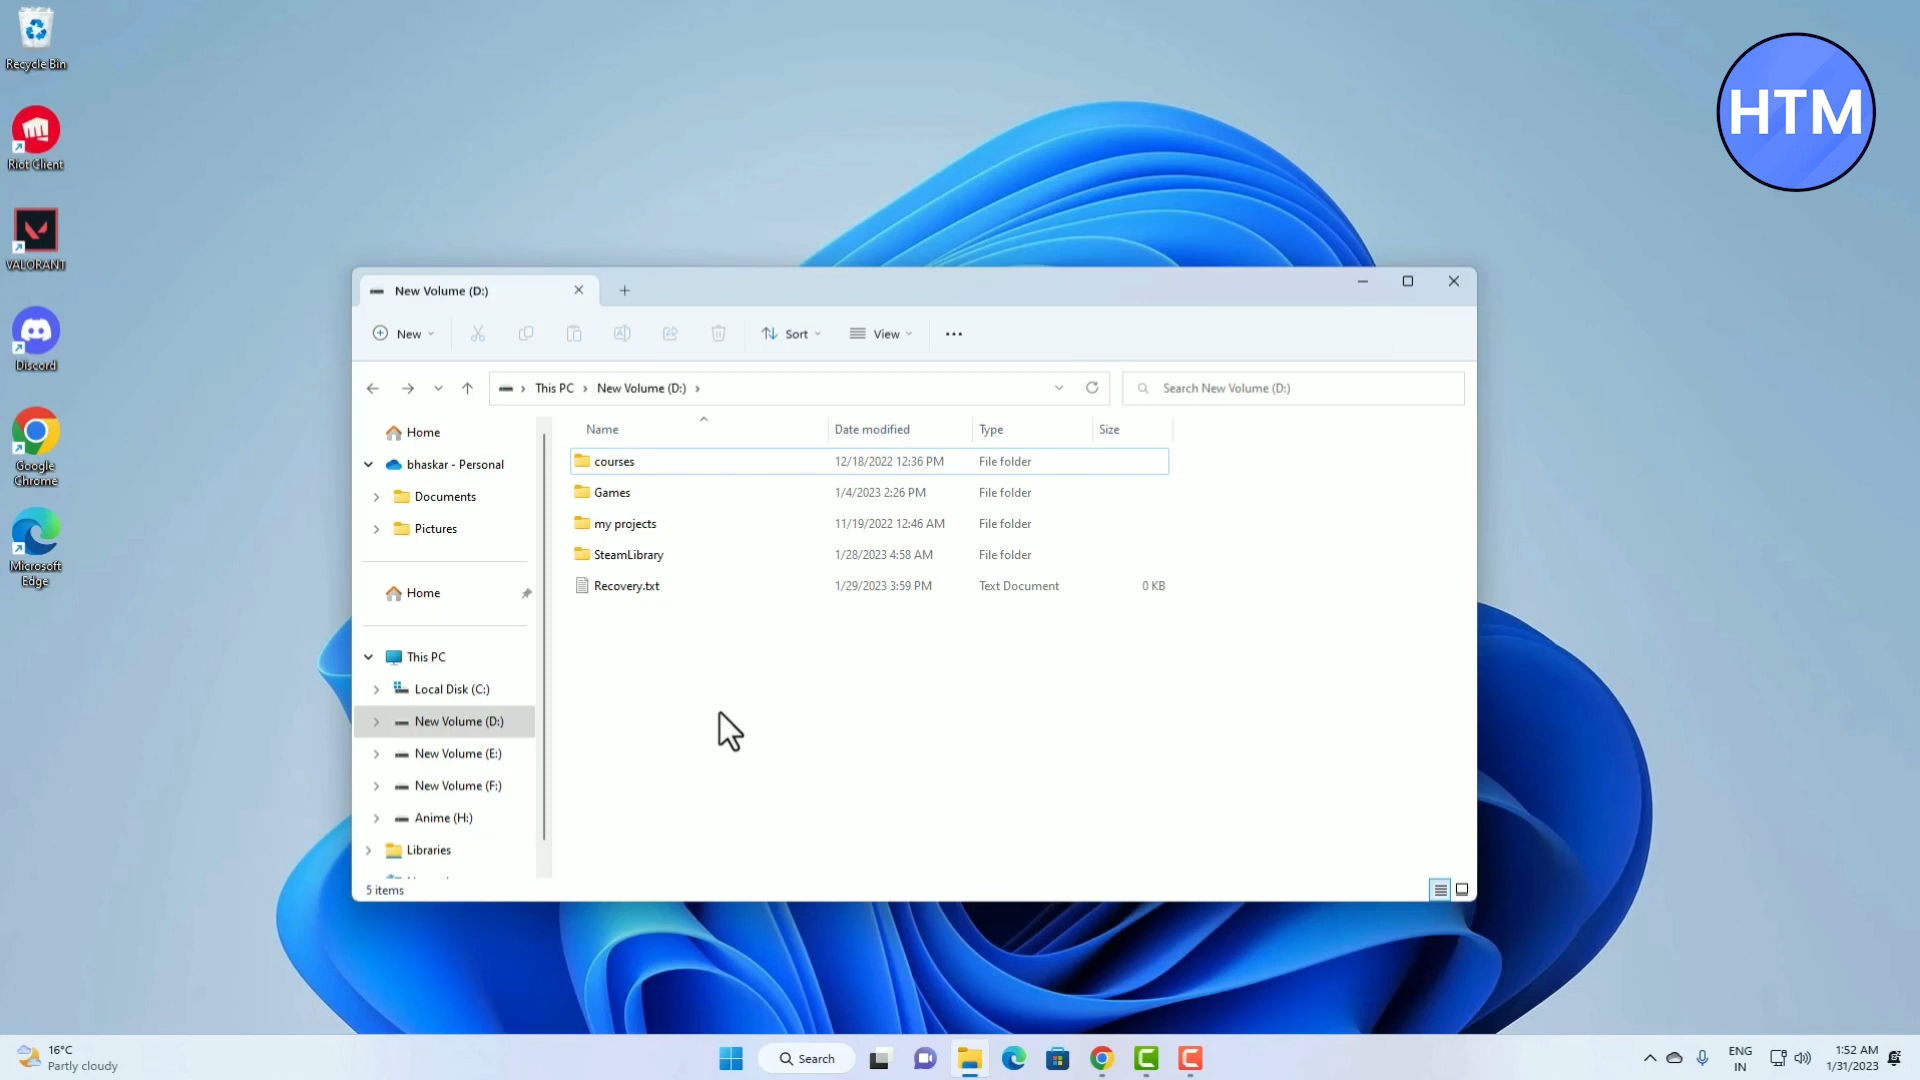 Recycle Bin
Riot Client
VALORANT
Discord
Google
Chrome
Microsoft
Edge
HTM
New Volume (D:)
New
Sort
View
This PC
New Volume (D:)
Search New Volume (D:)
Home
bhaskar - Personal
Documents
Pictures
Home
This PC
Local Disk (C:)
New Volume (D:)
New Volume (E:)
New Volume (F:)
Anime (H:)
Libraries
5 items
Name Date modified Type Size
courses 12/18/2022 12:36 PM File folder
Games 1/4/2023 2:26 PM File folder
my projects 11/19/2022 12:46 AM File folder
SteamLibrary 1/28/2023 4:58 AM File folder
Recovery.txt 1/29/2023 3:59 PM Text Document 0 KB
16°C
Partly cloudy
Search
ENG
IN
1:52 AM
1/31/2023